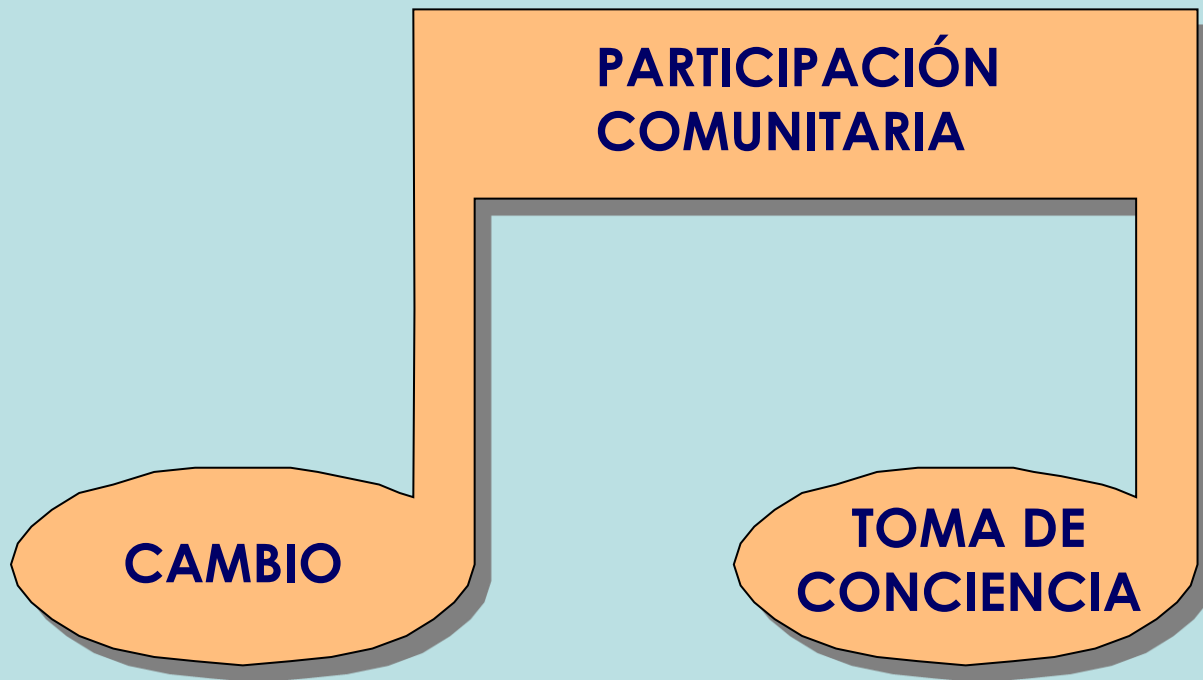 PARTICIPACIÓN
COMUNITARIA
CAMBIO
TOMA DE
CONCIENCIA